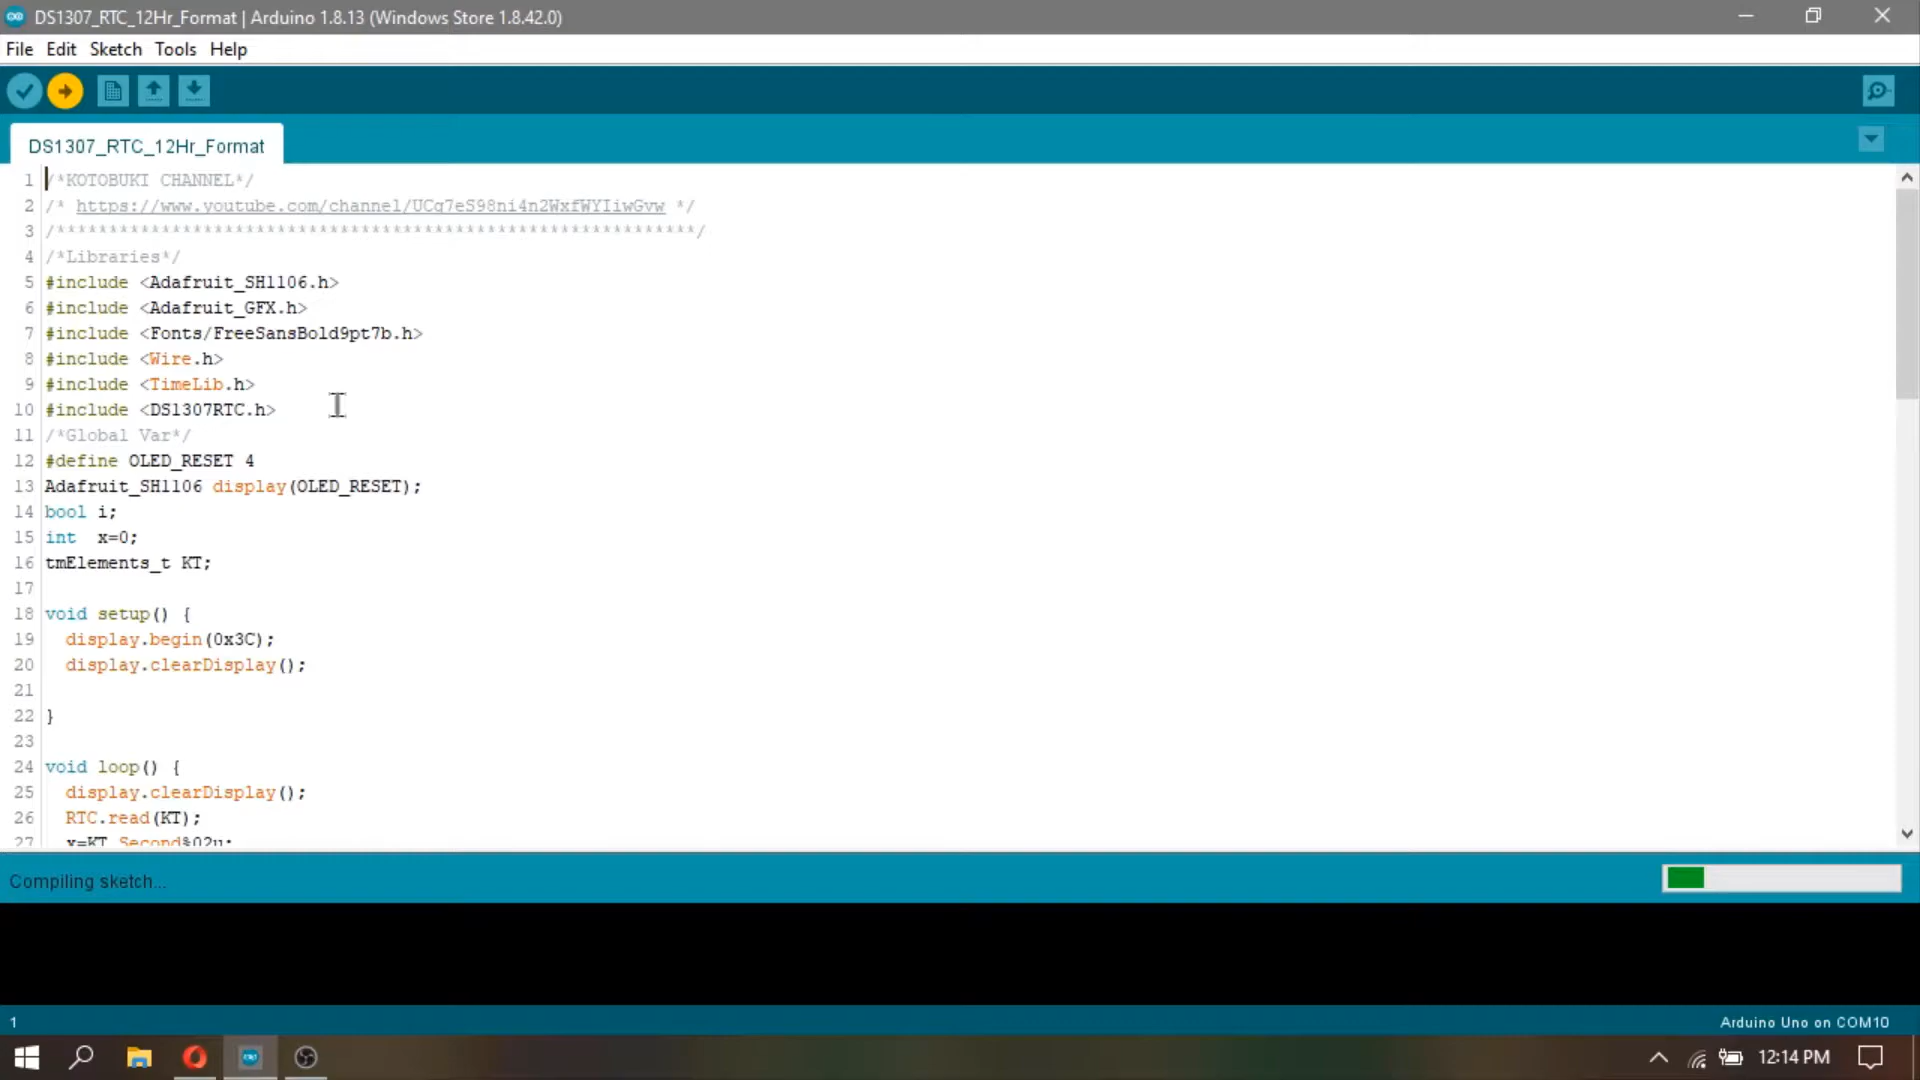 DS1307_RTC_12Hr_Format | Arduino 1.8.13 (Windows Store 1.8.42.0)
File Edit Sketch Tools Help
DS1307_RTC_12Hr_Format
1 /*KOTOBUKI CHANNEL*/
2 /* https://www.youtube.com/channel/UCq7eS98ni4n2WxfWYIiwGvw */
3 /*************************************************************/
4 /*Libraries*/
5 #include <Adafruit_SH1106.h>
6 #include <Adafruit_GFX.h>
7 #include <Fonts/FreeSansBold9pt7b.h>
8 #include <Wire.h>
9 #include <TimeLib.h>
10 #include <DS1307RTC.h>
11 /*Global Var*/
12 #define OLED_RESET 4
13 Adafruit_SH1106 display(OLED_RESET);
14 bool i;
15 int  x=0;
16 tmElements_t KT;
17
18 void setup() {
19   display.begin(0x3C);
20   display.clearDisplay();
21
22 }
23
24 void loop() {
25   display.clearDisplay();
26   RTC.read(KT);
27   x=KT.Second%02u;
Compiling sketch...
1
Arduino Uno on COM10
12:14 PM